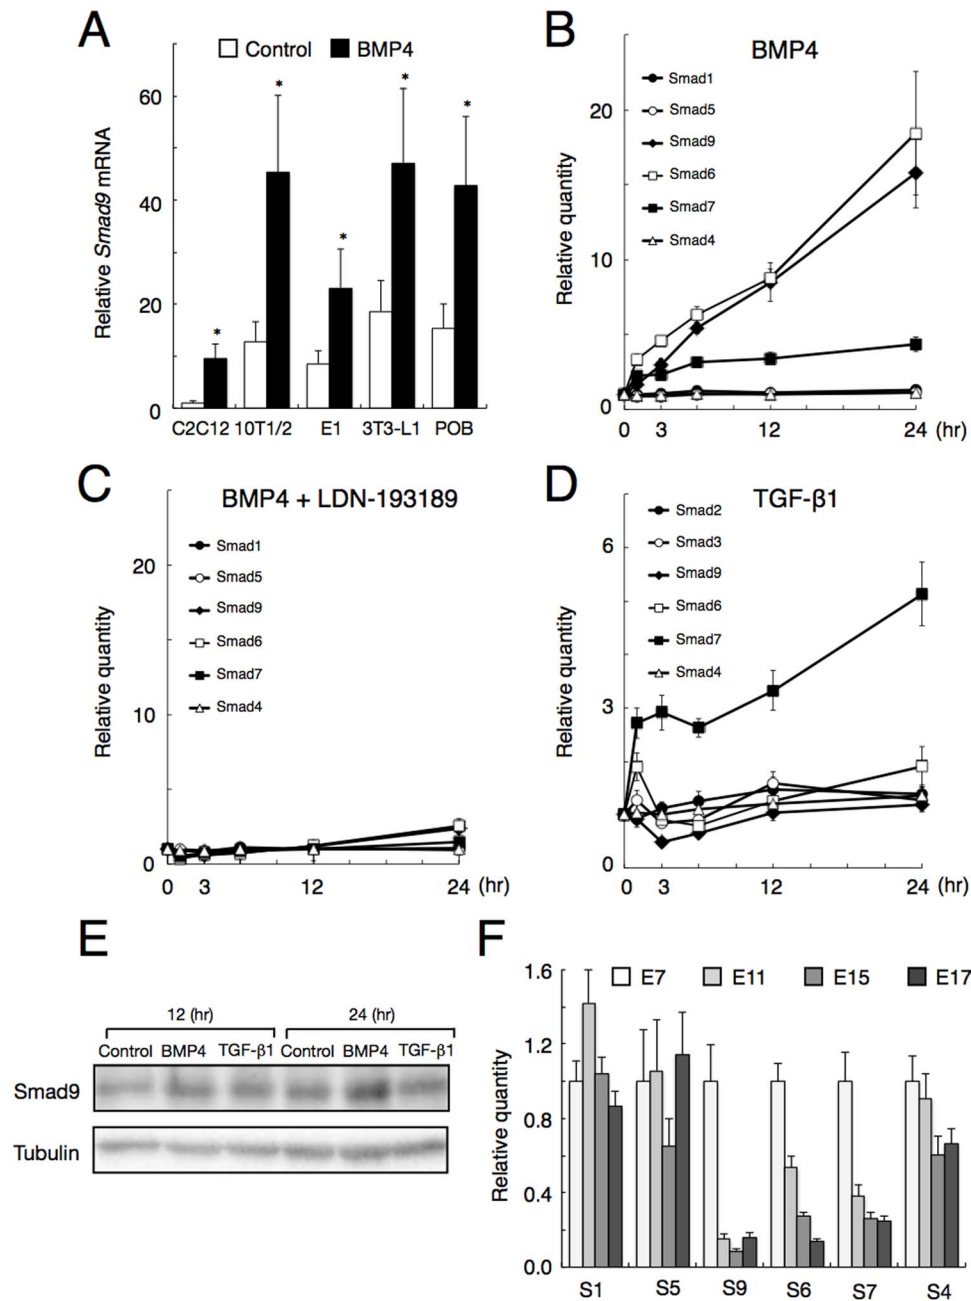 A
Control BMP4
Relative Smad9 mRNA
60
40
20
0
* * * * *
C2C12 10T1/2 E1 3T3-L1 POB
B
BMP4
Smad1
Smad5
Smad9
Smad6
Smad7
Smad4
Relative quantity
20
10
0
0 3 12 24 (hr)
C
BMP4 + LDN-193189
Smad1
Smad5
Smad9
Smad6
Smad7
Smad4
Relative quantity
20
10
0
0 3 12 24 (hr)
D
TGF-β1
Smad2
Smad3
Smad9
Smad6
Smad7
Smad4
Relative quantity
6
3
0
0 3 12 24 (hr)
E
12 (hr) 24 (hr)
Control BMP4 TGF-β1 Control BMP4 TGF-β1
Smad9
Tubulin
F
E7 E11 E15 E17
Relative quantity
1.6
1.2
0.8
0.4
0.0
S1 S5 S9 S6 S7 S4